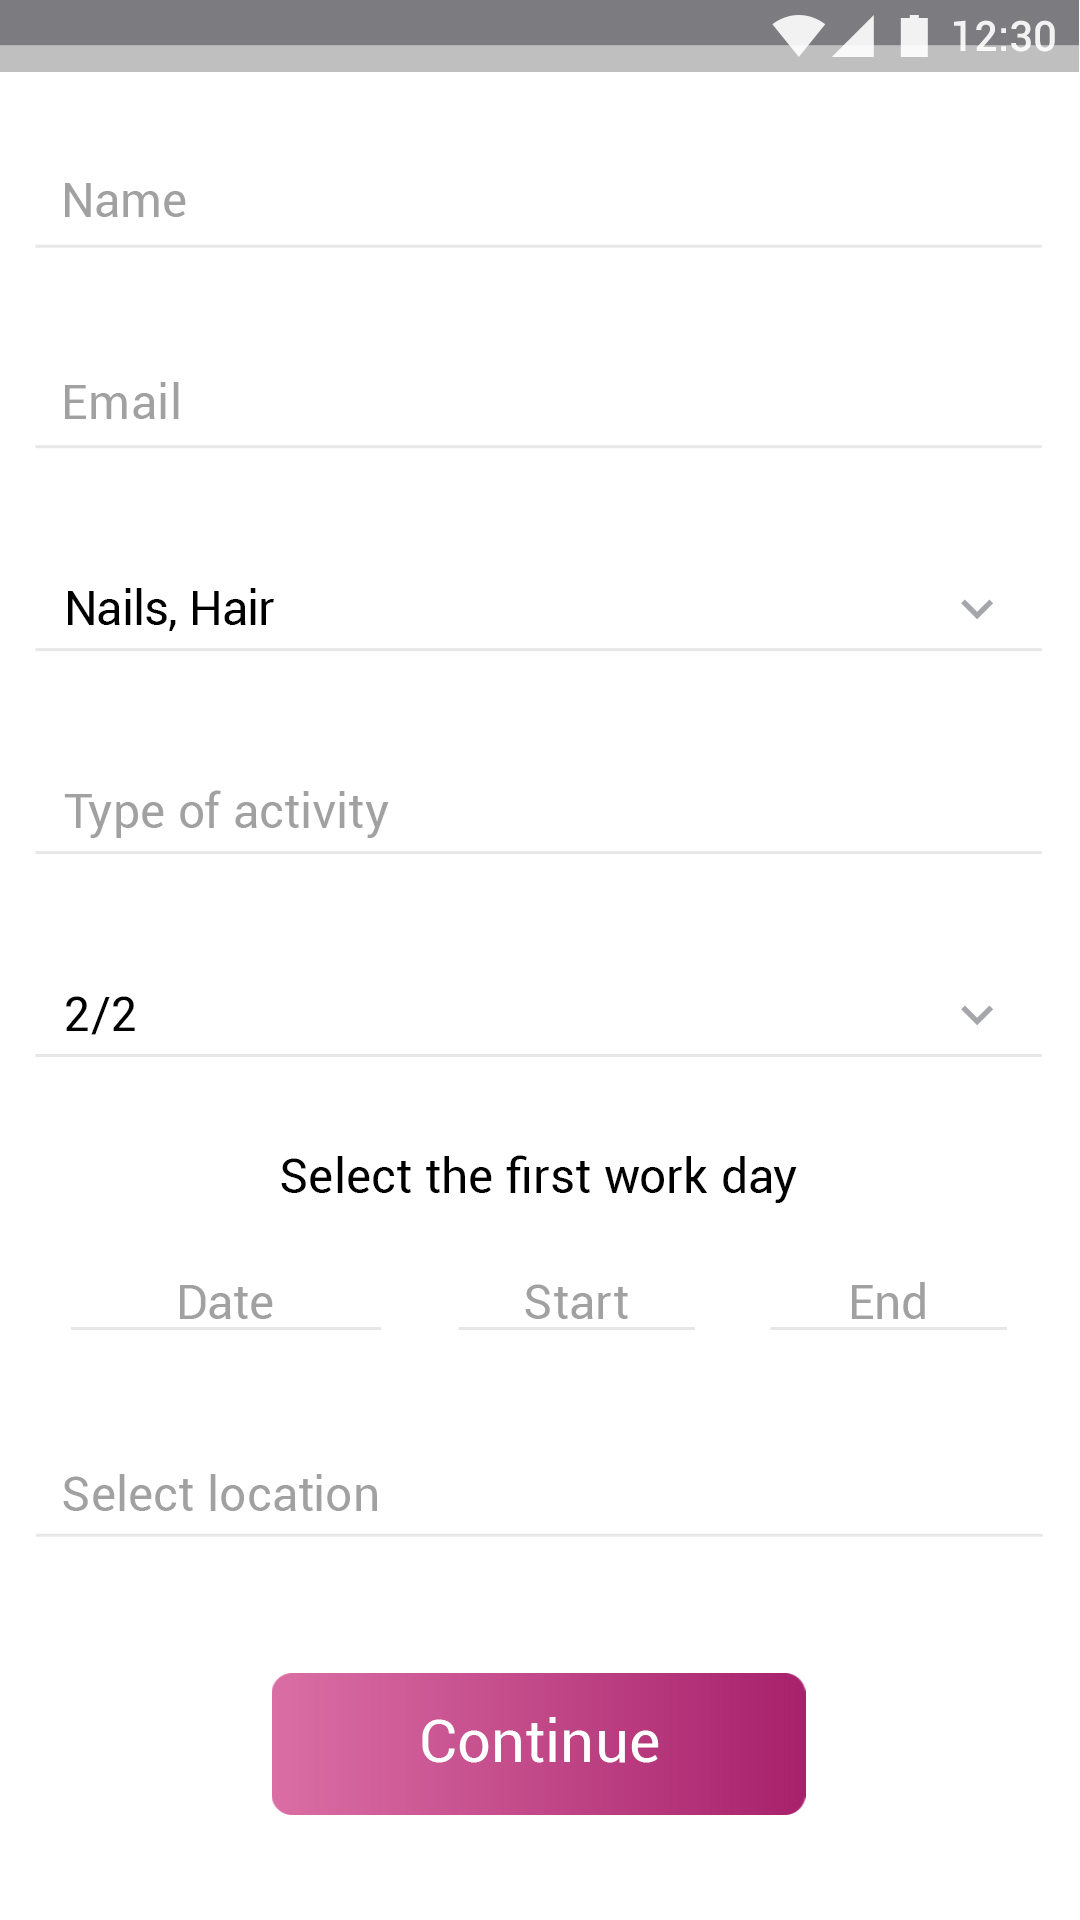 12:30
Name
Email
Nails, Hair
Type of activity
2/2
Select the first work day
Date Start End
Select location
Continue